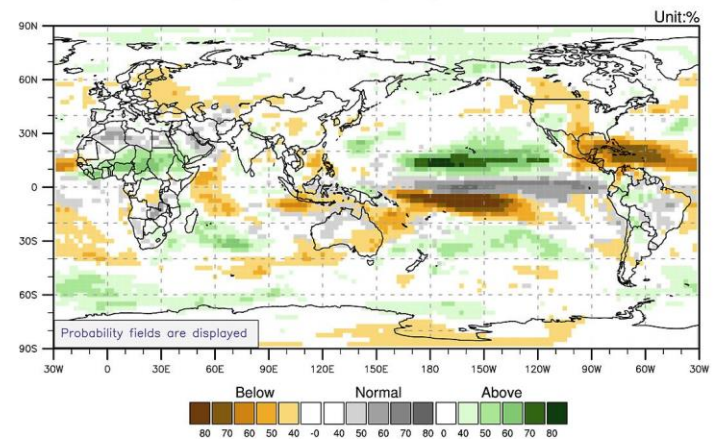 Unit:%
90N
60N
30N
0
30S
60S
90S
Probability fields are displayed
30W 0 30E 60E 90E 120E 150E 180 150W 120W 90W 60W 30W
Below Normal Above
80 70 60 50 40 -0 40 50 60 70 80 0 40 50 60 70 80